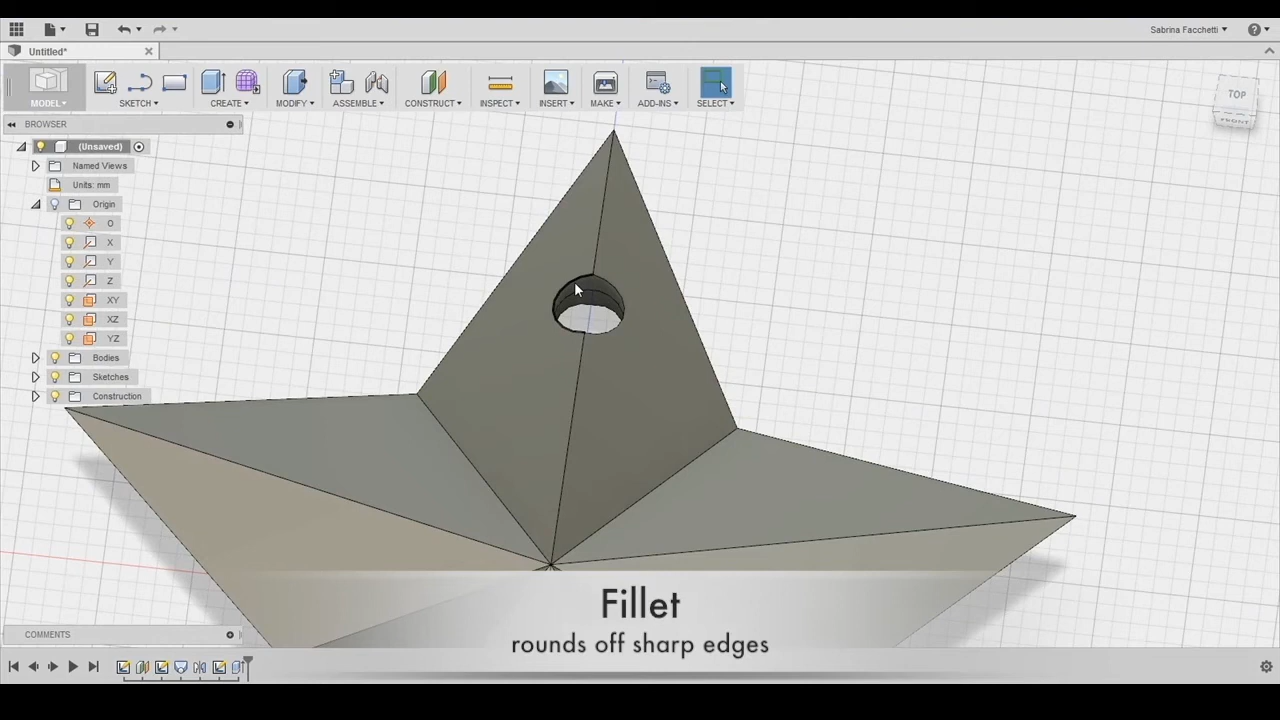 Sabrina Facchetti
Untitled*
MODEL
SKETCH
CREATE
MODIFY
ASSEMBLE
CONSTRUCT
INSPECT
INSERT
MAKE
ADD-INS
SELECT
TOP
FRONT
BROWSER
(Unsaved)
Named Views
Units: mm
Origin
O
X
Y
Z
XY
XZ
YZ
Bodies
Sketches
Construction
Fillet
rounds off sharp edges
COMMENTS